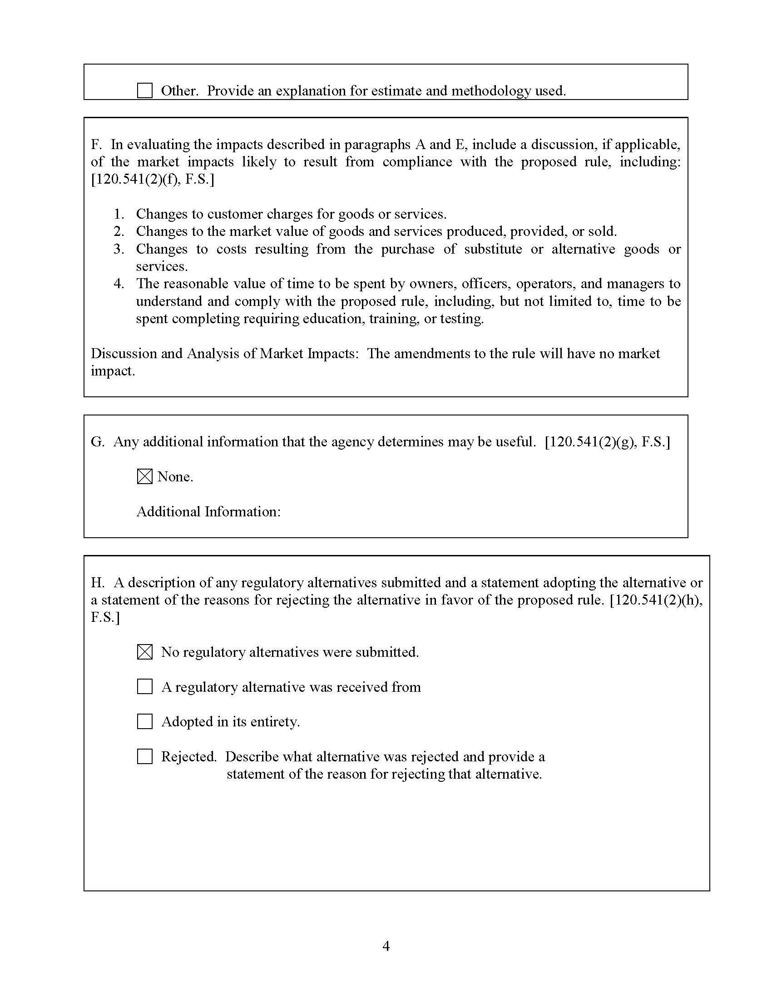 Other. Provide an explanation for estimate and methodology used.
F. In evaluating the impacts described in paragraphs A and E, include a discussion, if applicable,
of the market impacts likely to result from compliance with the proposed rule, including:
[120.541(2)(f), F.S.]
1. Changes to customer charges for goods or services.
2. Changes to the market value of goods and services produced, provided, or sold.
3. Changes to costs resulting from the purchase of substitute or alternative goods or
services.
4. The reasonable value of time to be spent by owners, officers, operators, and managers to
understand and comply with the proposed rule, including, but not limited to, time to be
spent completing requiring education, training, or testing.
Discussion and Analysis of Market Impacts: The amendments to the rule will have no market
impact.
G. Any additional information that the agency determines may be useful. [120.541(2)(g), F.S.]
None.
Additional Information:
H. A description of any regulatory alternatives submitted and a statement adopting the alternative or
a statement of the reasons for rejecting the alternative in favor of the proposed rule. [120.541(2)(h),
F.S.]
No regulatory alternatives were submitted.
A regulatory alternative was received from
Adopted in its entirety.
Rejected. Describe what alternative was rejected and provide a
statement of the reason for rejecting that alternative.
4